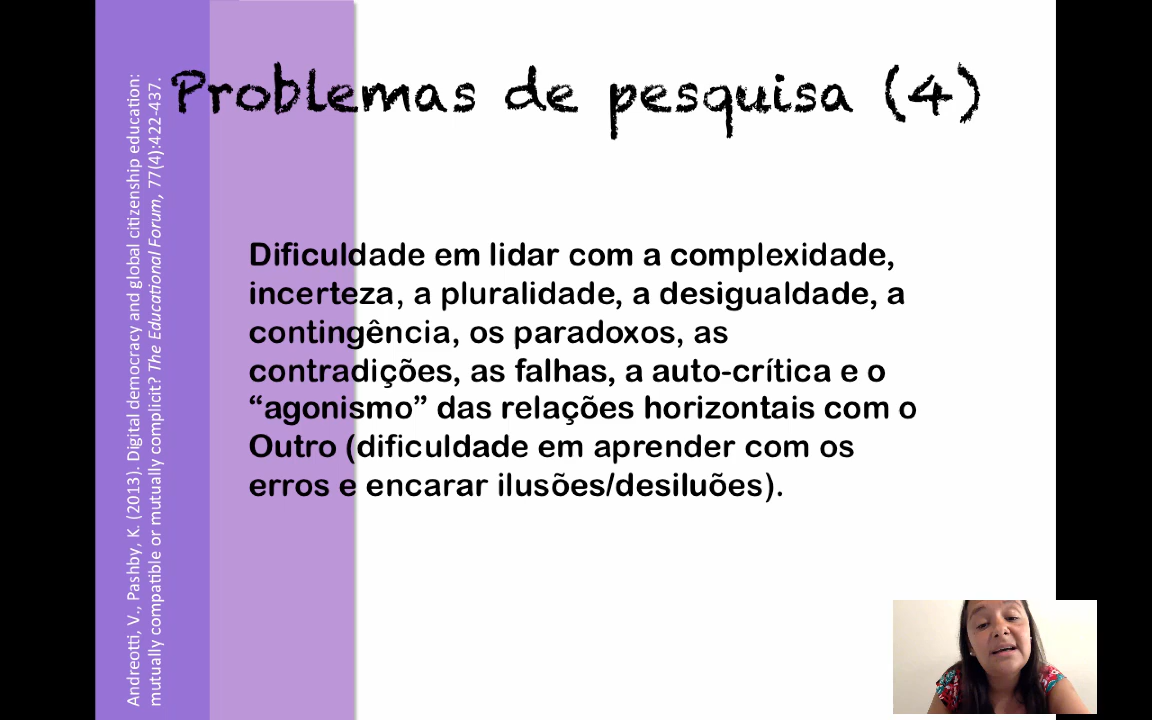 Problemas de pesquisa (4)
Dificuldade em lidar com a complexidade,
incerteza, a pluralidade, a desigualdade, a
contingência, os paradoxos, as
contradições, as falhas, a auto-crítica e o
“agonismo” das relações horizontais com o
Outro (dificuldade em aprender com os
erros e encarar ilusões/desiluões).
Andreotti, V., Pashby, K. (2013). Digital democracy and global citizenship education:
mutually compatible or mutually complicit? The Educational Forum, 77(4):422-437.